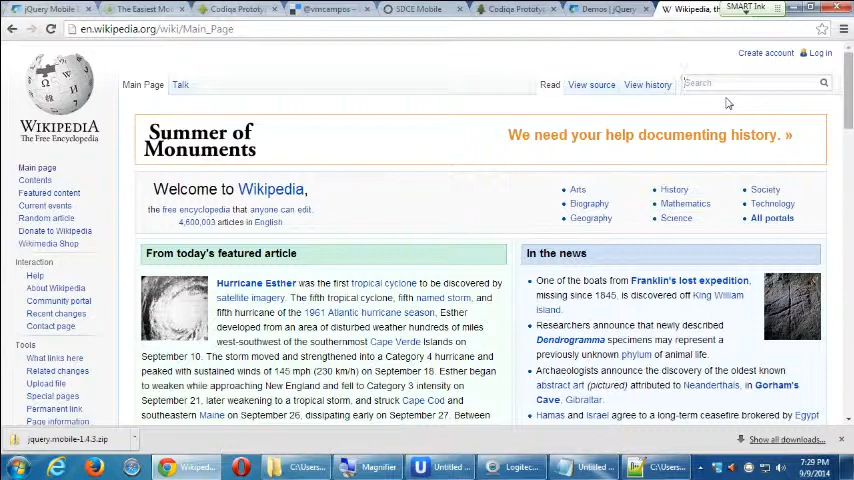 jQuery Mobile
The Easiest Mo
Codiqa Prototy
@vmcampos -
SDCE Mobile
Codiqa Prototy
Demos | jQuery
Wikipedia, th
SMART Ink
en.wikipedia.org/wiki/Main_Page
Create account
Log in
Main Page
Talk
Read
View source
View history
Search
WIKIPEDIA
The Free Encyclopedia
Main page
Contents
Featured content
Current events
Random article
Donate to Wikipedia
Wikimedia Shop
Interaction
Help
About Wikipedia
Community portal
Recent changes
Contact page
Tools
What links here
Related changes
Upload file
Special pages
Permanent link
Page information
Summer of
Monuments
We need your help documenting history. »
Welcome to Wikipedia,
the free encyclopedia that anyone can edit.
4,600,003 articles in English
Arts
Biography
Geography
History
Mathematics
Science
Society
Technology
All portals
From today's featured article
Hurricane Esther was the first tropical cyclone to be discovered by
satellite imagery. The fifth tropical cyclone, fifth named storm, and
fifth hurricane of the 1961 Atlantic hurricane season, Esther
developed from an area of disturbed weather hundreds of miles
west-southwest of the southernmost Cape Verde Islands on
September 10. The storm moved and strengthened into a Category 4 hurricane and
peaked with sustained winds of 145 mph (230 km/h) on September 18. Esther began
to weaken while approaching New England and fell to Category 3 intensity on
September 21, later weakening to a tropical storm, and struck Cape Cod and
southeastern Maine on September 26, dissipating early on September 27. Between
In the news
One of the boats from Franklin's lost expedition,
missing since 1845, is discovered off King William
Island.
Researchers announce that newly described
Dendrogramma specimens may represent a
previously unknown phylum of animal life.
Archaeologists announce the discovery of the oldest known
abstract art (pictured) attributed to Neanderthals, in Gorham's
Cave, Gibraltar.
Hamas and Israel agree to a long-term ceasefire brokered by Egypt
jquery.mobile-1.4.3.zip
Show all downloads...
Wikiped...
C:\Users...
Magnifier
Untitled ...
Logitec...
Untitled ...
C:\Users...
7:29 PM
9/9/2014